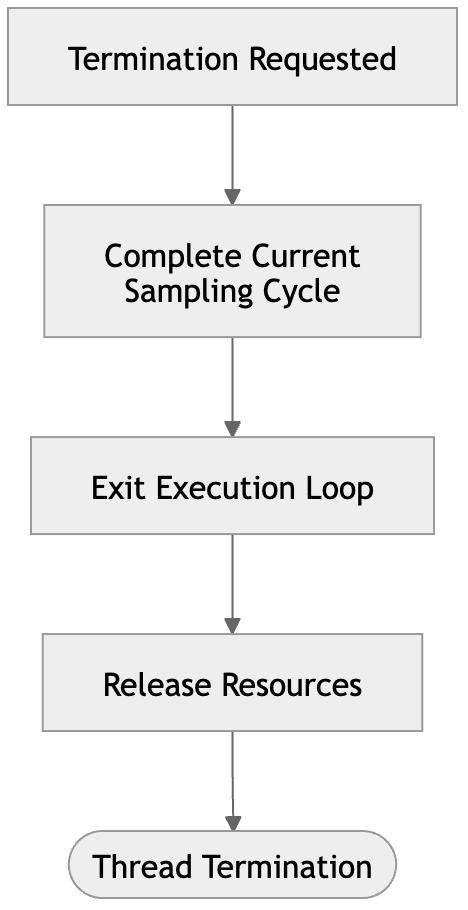 Termination Requested
Complete Current
Sampling Cycle
Exit Execution Loop
Release Resources
Thread Termination